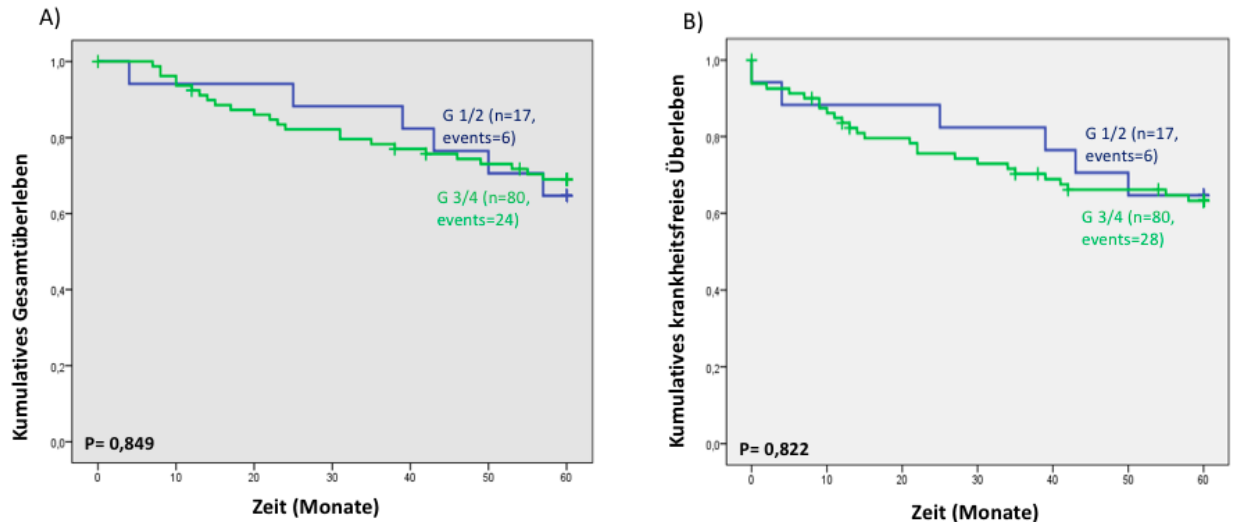 A)
Kumulatives Gesamtüberleben
1,0
0,8
0,6
0,4
0,2
0,0
G 1/2 (n=17,
events=6)
G 3/4 (n=80,
events=24)
P= 0,849
0 10 20 30 40 50 60
Zeit (Monate)
B)
Kumulatives krankheitsfreies Überleben
1,0
0,8
0,6
0,4
0,2
0,0
G 1/2 (n=17,
events=6)
G 3/4 (n=80,
events=28)
P= 0,822
0 10 20 30 40 50 60
Zeit (Monate)